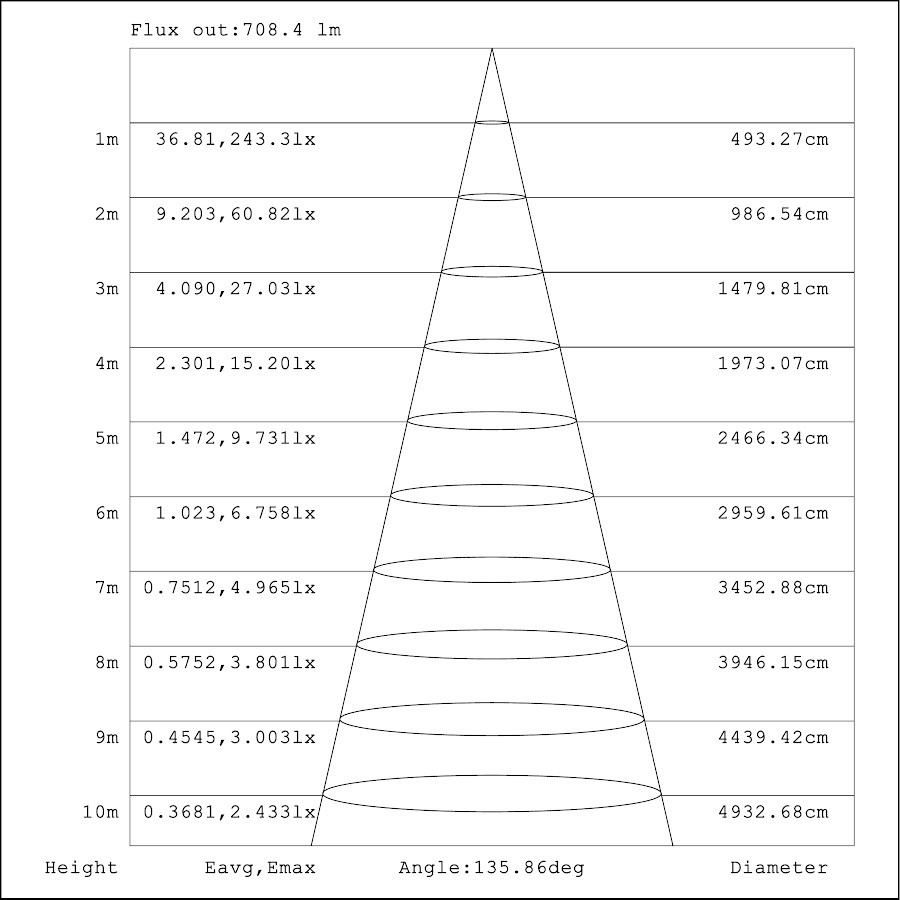 Flux out:708.4 lm
1m 36.81,243.3lx 493.27cm
2m 9.203,60.82lx 986.54cm
3m 4.090,27.03lx 1479.81cm
4m 2.301,15.20lx 1973.07cm
5m 1.472,9.731lx 2466.34cm
6m 1.023,6.758lx 2959.61cm
7m 0.7512,4.965lx 3452.88cm
8m 0.5752,3.801lx 3946.15cm
9m 0.4545,3.003lx 4439.42cm
10m 0.3681,2.433lx 4932.68cm
Height Eavg,Emax Angle:135.86deg Diameter